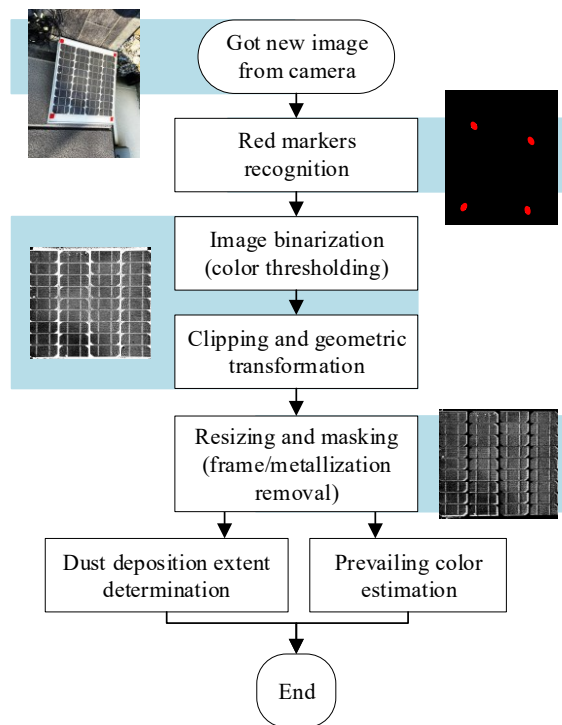 Got new image
from camera
Red markers
recognition
Image binarization
(color thresholding)
Clipping and geometric
transformation
Resizing and masking
(frame/metallization
removal)
Dust deposition extent
determination
Prevailing color
estimation
End